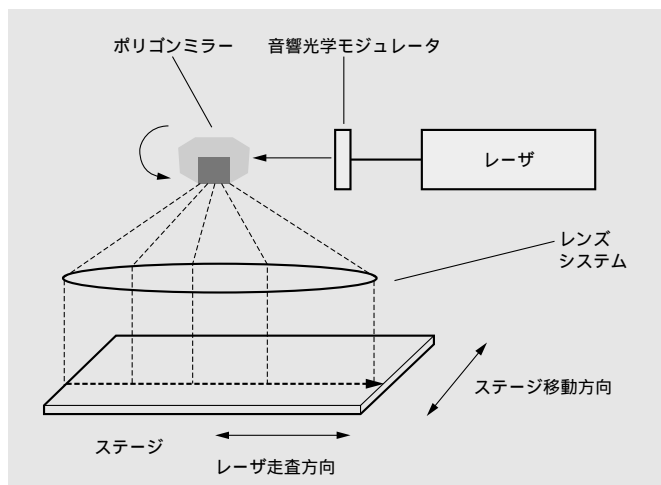 ポリゴンミラー
音響光学モジュレータ
レーザ
レンズ
システム
ステージ移動方向
ステージ
レーザ走査方向